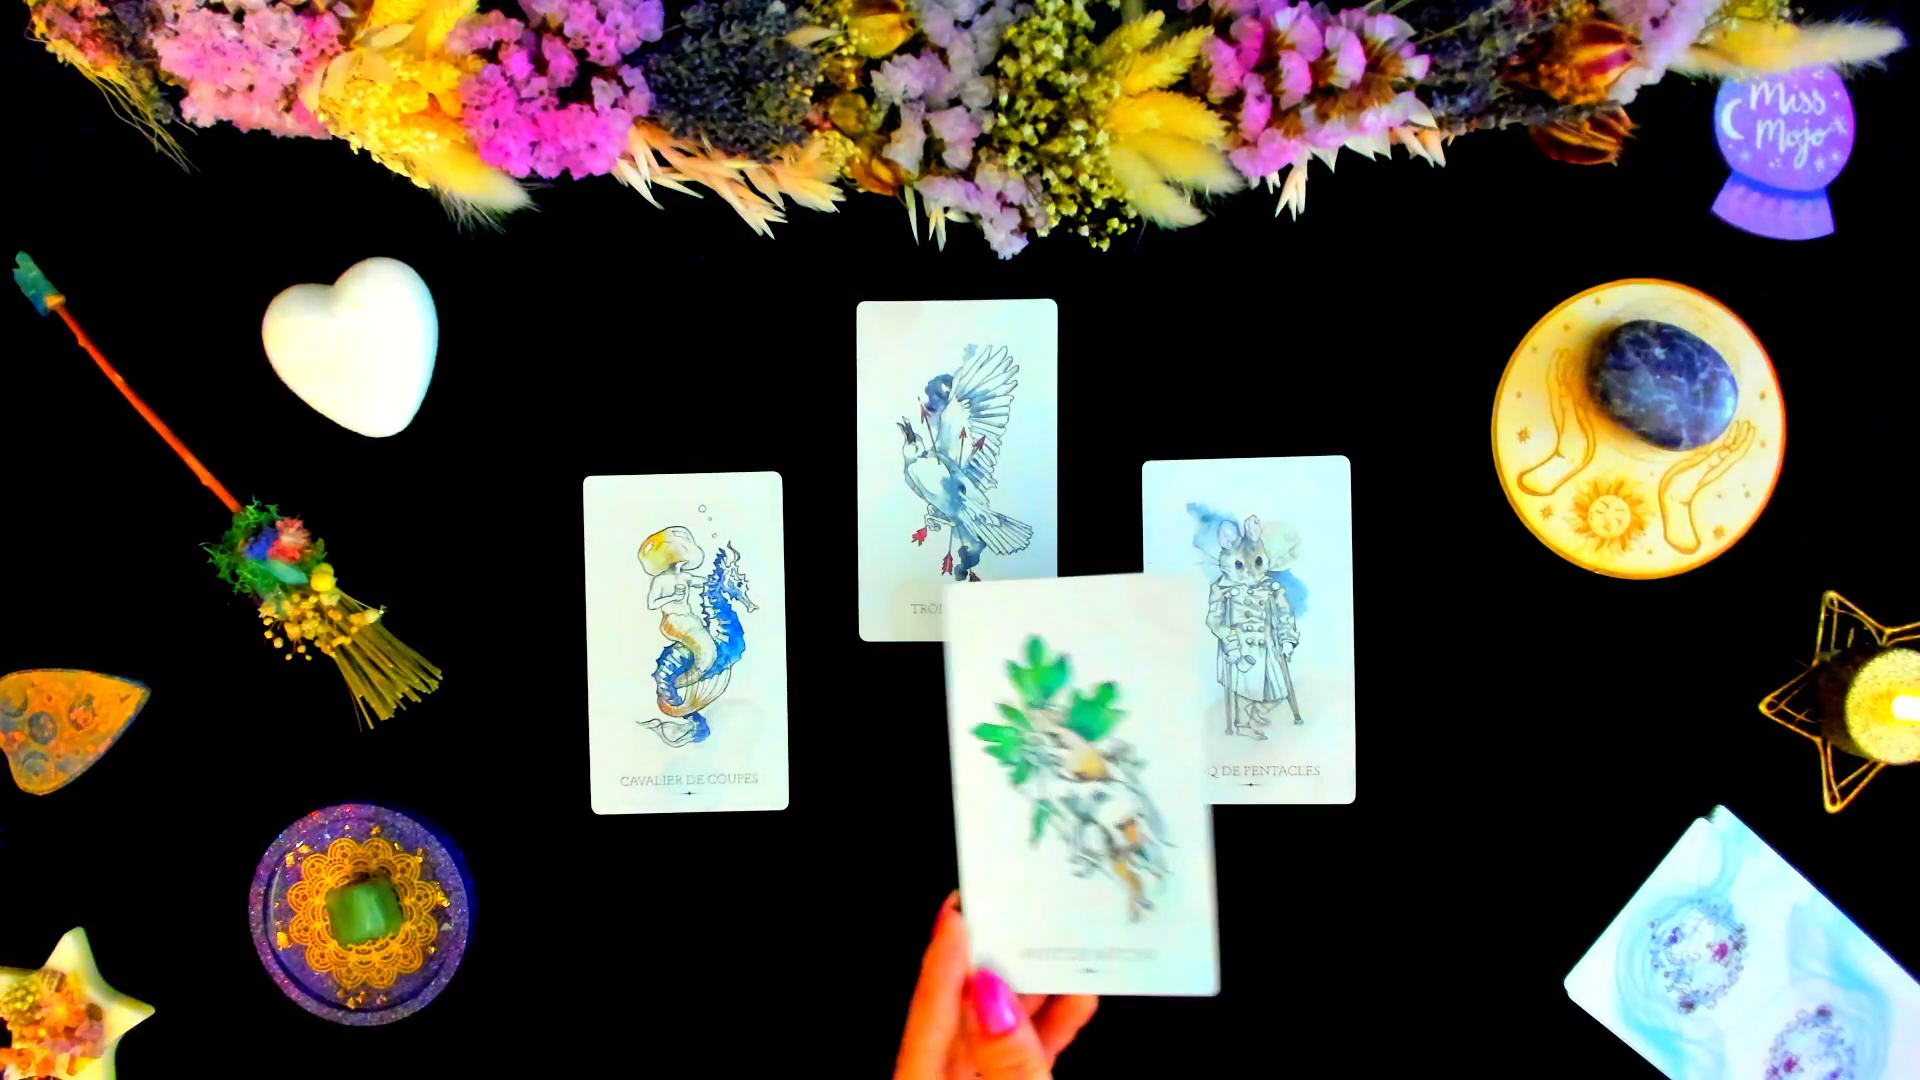 Miss
Mojo
TROI
CAVALIER DE COUPES
Q DE PENTACLES